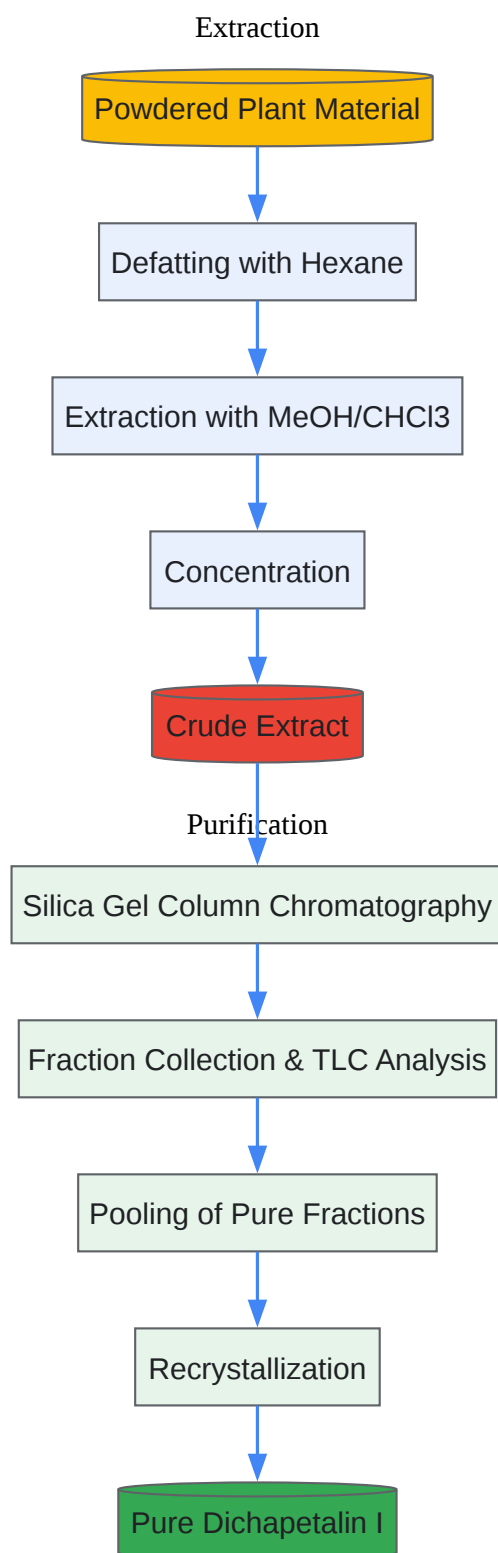 Extraction
Powdered Plant Material
Defatting with Hexane
Extraction with MeOH/CHCl3
Concentration
Crude Extract
Purification
Silica Gel Column Chromatography
Fraction Collection & TLC Analysis
Pooling of Pure Fractions
Recrystallization
Pure Dichapetalin I